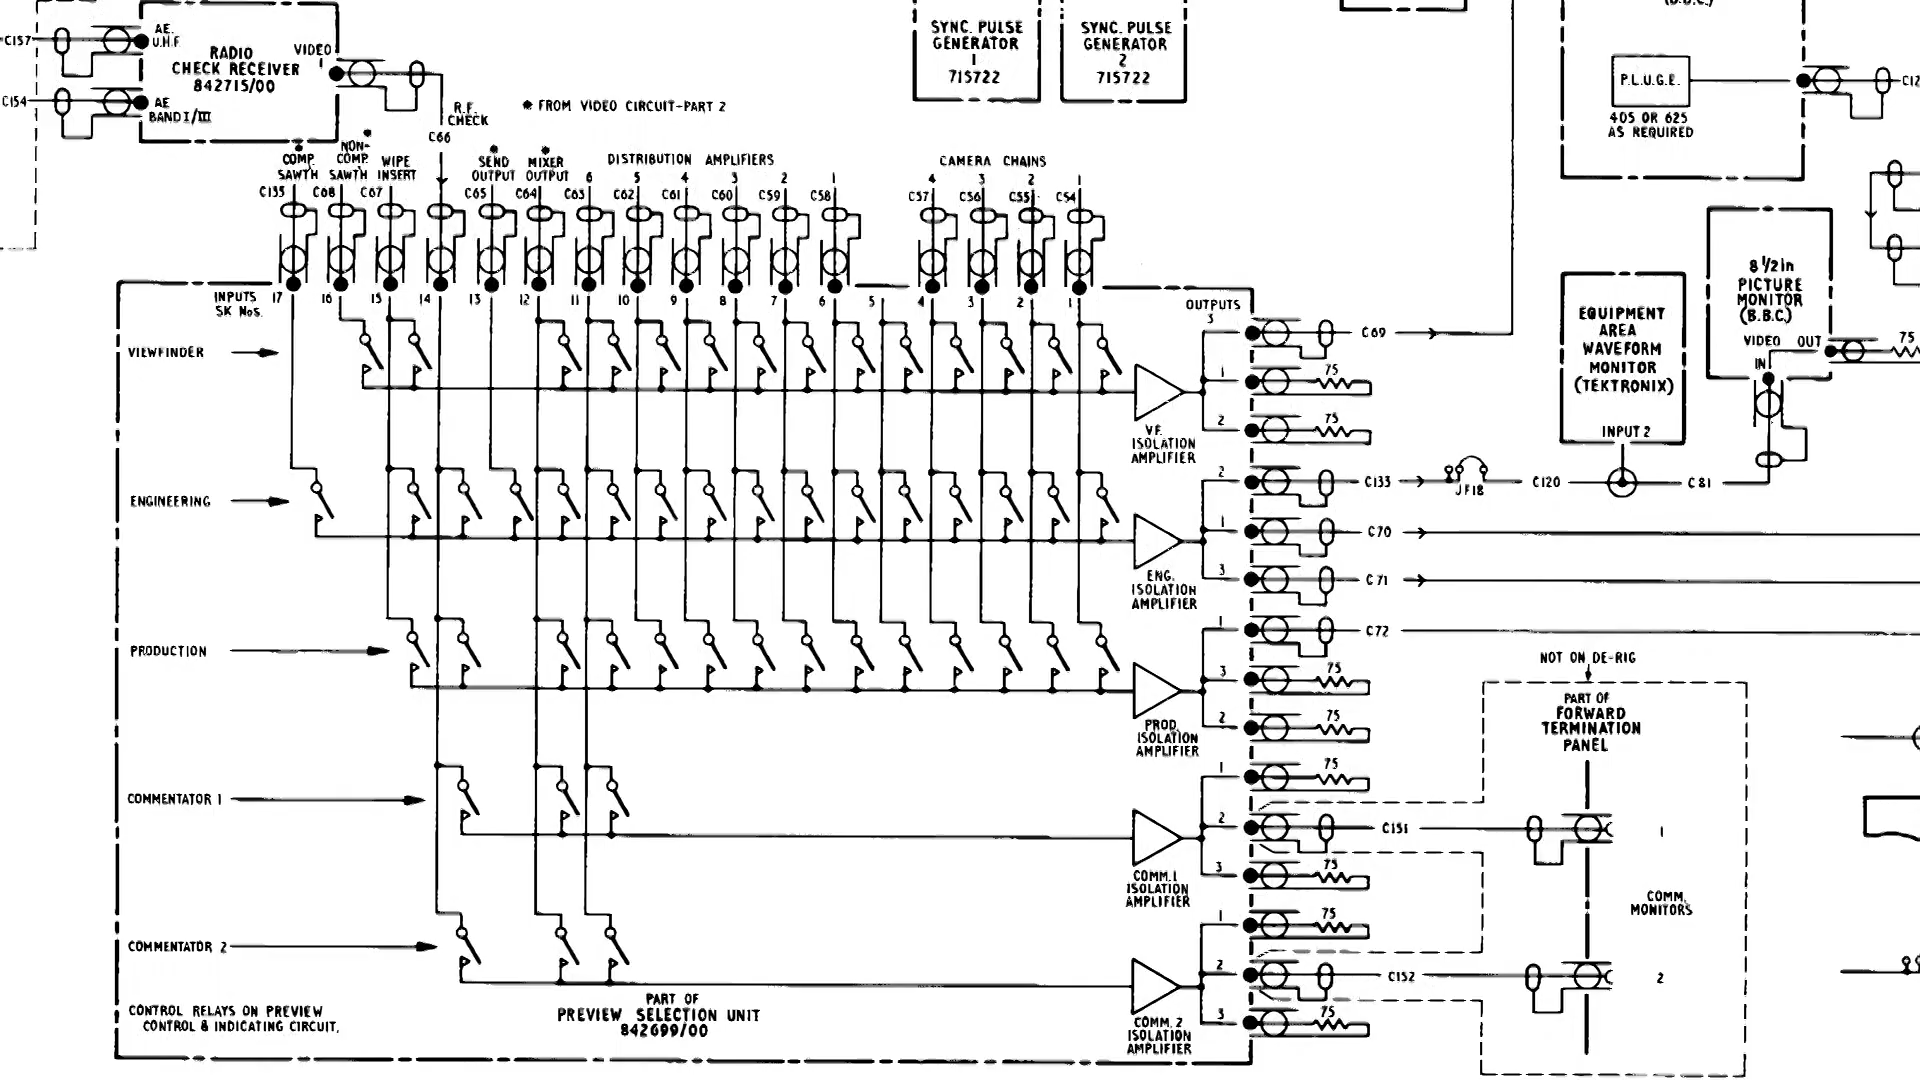 C157
AE.
U.H.F.
RADIO
CHECK RECEIVER
842715/00
VIDEO
1
C154
AE
BAND I/III
R.F.
CHECK
C66
* FROM VIDEO CIRCUIT-PART 2
SYNC. PULSE
GENERATOR
1
715722
SYNC. PULSE
GENERATOR
2
715722
P.L.U.G.E.
405 OR 625
AS REQUIRED
COMP.
SAWTH
NON-
COMP.
SAWTH
WIPE
INSERT
SEND
OUTPUT
MIXER
OUTPUT
DISTRIBUTION AMPLIFIERS
6 5 4 3 2 1
CAMERA CHAINS
4 3 2 1
C135 C68 C67 C65 C64 C63 C62 C61 C60 C59 C58 C57 C56 C55 C54
INPUTS
SK NOS.
17 16 15 14 13 12 11 10 9 8 7 6 5 4 3 2 1
OUTPUTS
3
C69
1
75
2
75
VIEWFINDER
V.F.
ISOLATION
AMPLIFIER
EQUIPMENT
AREA
WAVEFORM
MONITOR
(TEKTRONIX)
INPUT 2
8 1/2 in
PICTURE
MONITOR
(B.B.C.)
VIDEO OUT
IN
75
ENGINEERING
2
C133
JF18
C120
C81
1
C70
3
C71
ENG.
ISOLATION
AMPLIFIER
PRODUCTION
1
C72
3
75
2
75
PROD.
ISOLATION
AMPLIFIER
NOT ON DE-RIG
PART OF
FORWARD
TERMINATION
PANEL
COMMENTATOR 1
1
75
2
C151
1
3
75
COMM.1
ISOLATION
AMPLIFIER
COMM.
MONITORS
COMMENTATOR 2
1
75
2
C152
2
3
75
COMM. 2
ISOLATION
AMPLIFIER
CONTROL RELAYS ON PREVIEW
CONTROL & INDICATING CIRCUIT.
PART OF
PREVIEW SELECTION UNIT
842699/00